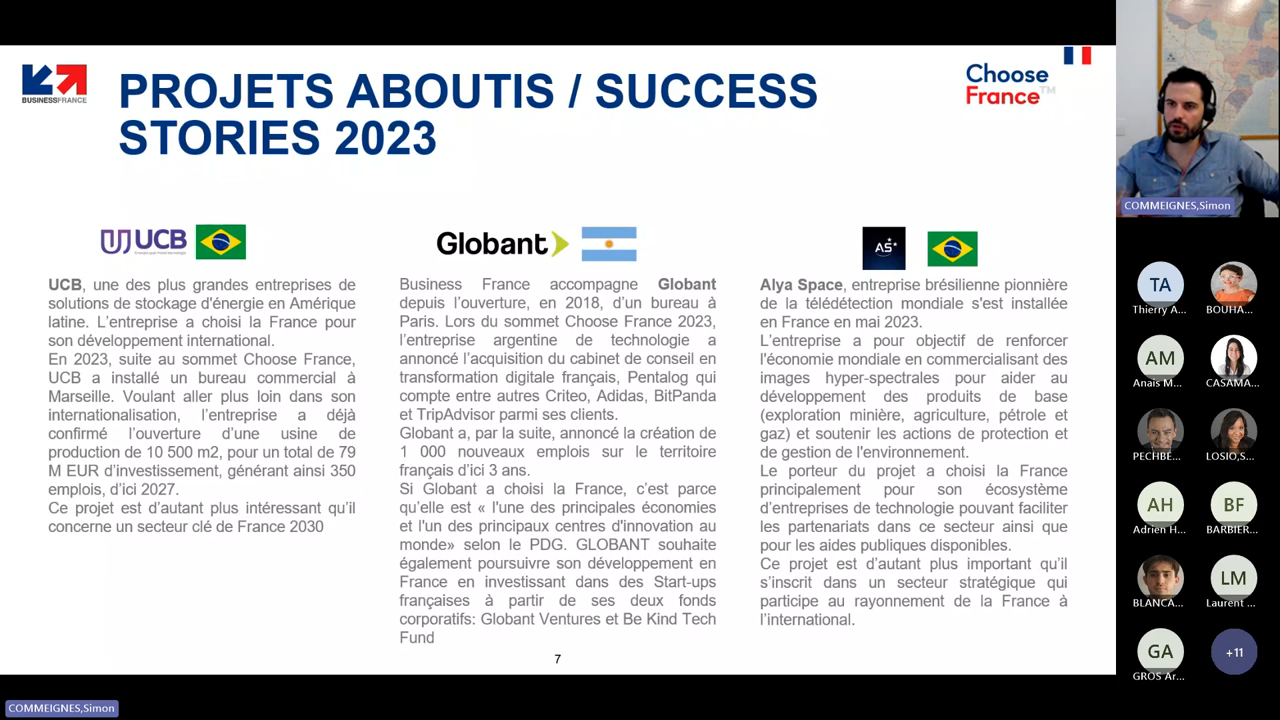 BUSINESSFRANCE
PROJETS ABOUTIS / SUCCESS
STORIES 2023
Choose
France™
UCB
UCB, une des plus grandes entreprises de
solutions de stockage d'énergie en Amérique
latine. L'entreprise a choisi la France pour
son développement international.
En 2023, suite au sommet Choose France,
UCB a installé un bureau commercial à
Marseille. Voulant aller plus loin dans son
internationalisation, l'entreprise a déjà
confirmé l'ouverture d'une usine de
production de 10 500 m2, pour un total de 79
M EUR d'investissement, générant ainsi 350
emplois, d'ici 2027.
Ce projet est d'autant plus intéressant qu'il
concerne un secteur clé de France 2030
Globant
Business France accompagne Globant
depuis l'ouverture, en 2018, d'un bureau à
Paris. Lors du sommet Choose France 2023,
l'entreprise argentine de technologie a
annoncé l'acquisition du cabinet de conseil en
transformation digitale français, Pentalog qui
compte entre autres Criteo, Adidas, BitPanda
et TripAdvisor parmi ses clients.
Globant a, par la suite, annoncé la création de
1 000 nouveaux emplois sur le territoire
français d'ici 3 ans.
Si Globant a choisi la France, c'est parce
qu'elle est « l'une des principales économies
et l'un des principaux centres d'innovation au
monde» selon le PDG. GLOBANT souhaite
également poursuivre son développement en
France en investissant dans des Start-ups
françaises à partir de ses deux fonds
corporatifs: Globant Ventures et Be Kind Tech
Fund
AS
Alya Space, entreprise brésilienne pionnière
de la télédétection mondiale s'est installée
en France en mai 2023.
L'entreprise a pour objectif de renforcer
l'économie mondiale en commercialisant des
images hyper-spectrales pour aider au
développement des produits de base
(exploration minière, agriculture, pétrole et
gaz) et soutenir les actions de protection et
de gestion de l'environnement.
Le porteur du projet a choisi la France
principalement pour son écosystème
d'entreprises de technologie pouvant faciliter
les partenariats dans ce secteur ainsi que
pour les aides publiques disponibles.
Ce projet est d'autant plus important qu'il
s'inscrit dans un secteur stratégique qui
participe au rayonnement de la France à
l'international.
7
COMMEIGNES,Simon
TA
Thierry A...
BOUHA...
AM
Anais M...
CASAMA...
PECHBE...
LOSIO,S...
AH
Adrien H...
BF
BARBIER...
BLANCA...
LM
Laurent ...
GA
GROS Ar...
+11
COMMEIGNES,Simon